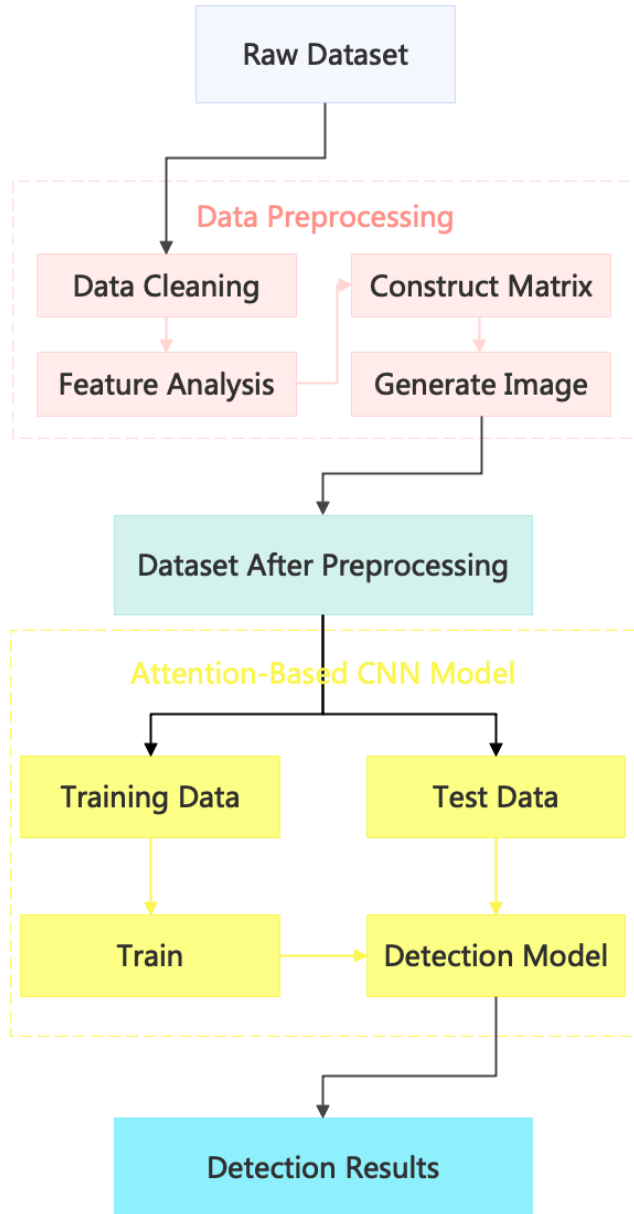 Raw Dataset
Data Preprocessing
Data Cleaning
Construct Matrix
Feature Analysis
Generate Image
Dataset After Preprocessing
Attention-Based CNN Model
Training Data
Test Data
Train
Detection Model
Detection Results